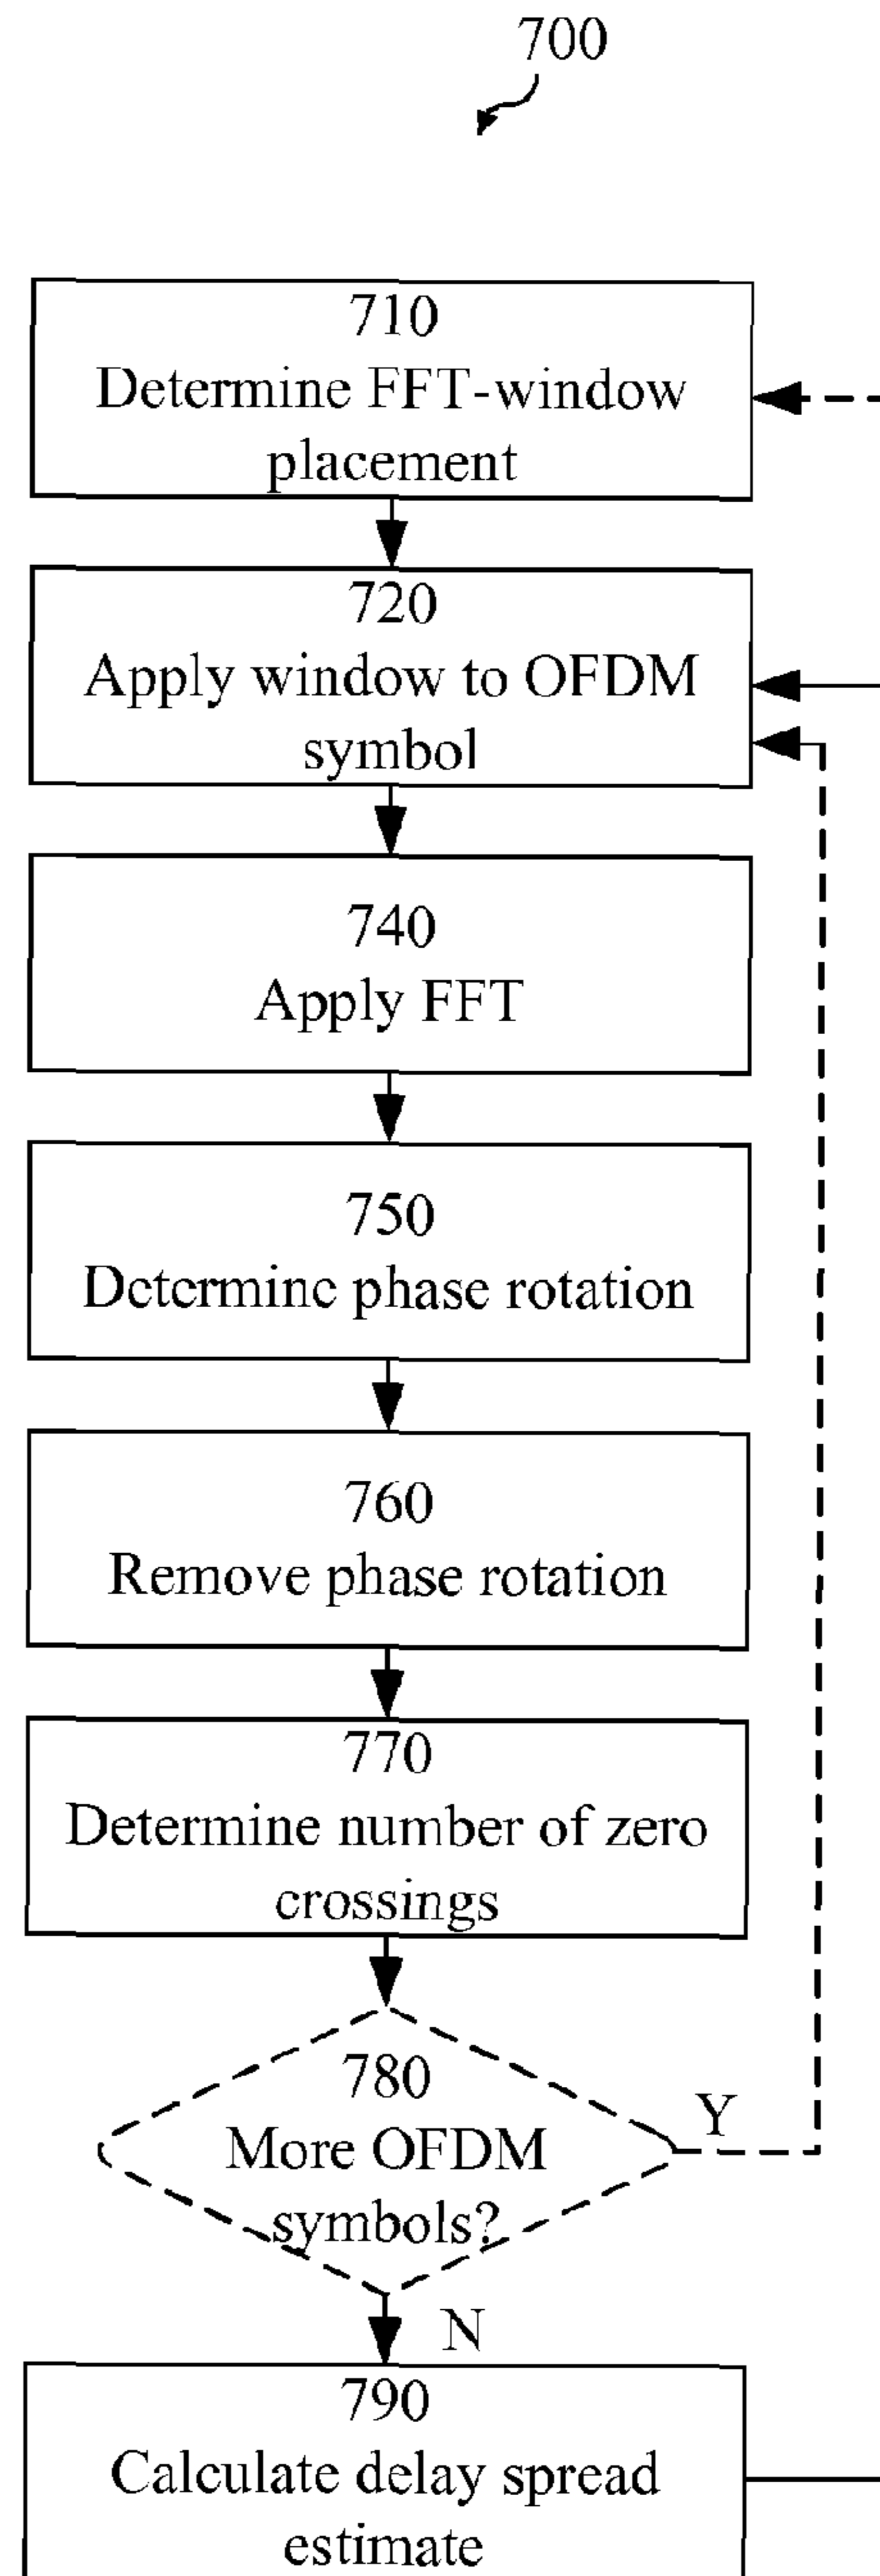 700
710
Determine FFT-window
placement
720
Apply window to OFDM
symbol
740
Apply FFT
750
Determine phase rotation
760
Remove phase rotation
770
Determine number of zero
crossings
780
More OFDM
symbols?
Y
N
790
Calculate delay spread
estimate